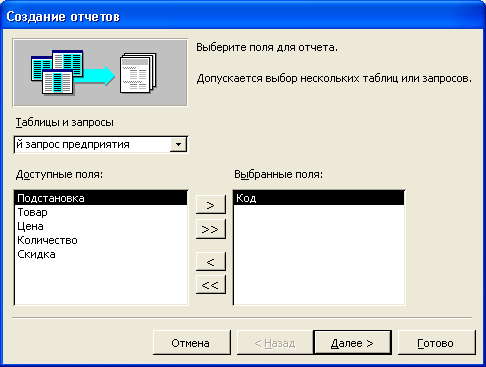 Создание отчетов
Выберите поля для отчета.
Допускается выбор нескольких таблиц или запросов.
Таблицы и запросы
й запрос предприятия
Доступные поля:
Подстановка
Товар
Цена
Количество
Скидка
>
>>
<
<<
Выбранные поля:
Код
Отмена
< Назад
Далее >
Готово